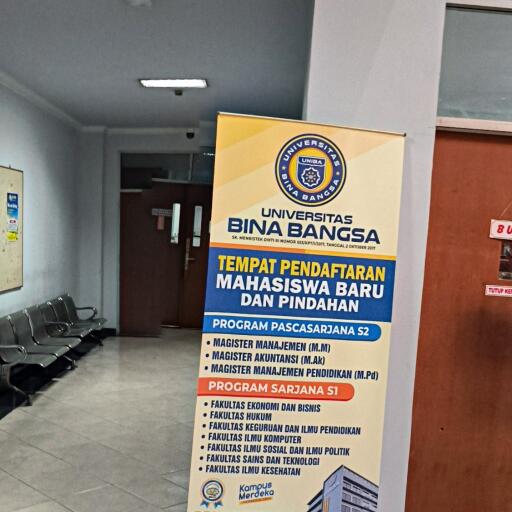 UNIVERSITAS
UNIBA
BINA BANGSA
UNIVERSITAS
BINA BANGSA
TEMPAT PENDAFTARAN
MAHASISWA BARU
DAN PINDAHAN
PROGRAM PASCASARJANA S2
• MAGISTER MANAJEMEN (M.M)
• MAGISTER AKUNTANSI (M.Ak)
• MAGISTER MANAJEMEN PENDIDIKAN (M.Pd)
PROGRAM SARJANA S1
• FAKULTAS EKONOMI DAN BISNIS
• FAKULTAS HUKUM
• FAKULTAS KEGURUAN DAN ILMU PENDIDIKAN
• FAKULTAS ILMU KOMPUTER
• FAKULTAS ILMU SOSIAL DAN ILMU POLITIK
• FAKULTAS SAINS DAN TEKNOLOGI
• FAKULTAS ILMU KESEHATAN
Kampus
Merdeka
B U
TUTUP KE